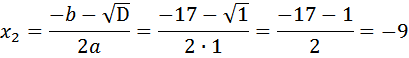 x₂ = (-b - √D)/2a = (-17 - √1)/(2 · 1) = (-17 - 1)/2 = -9